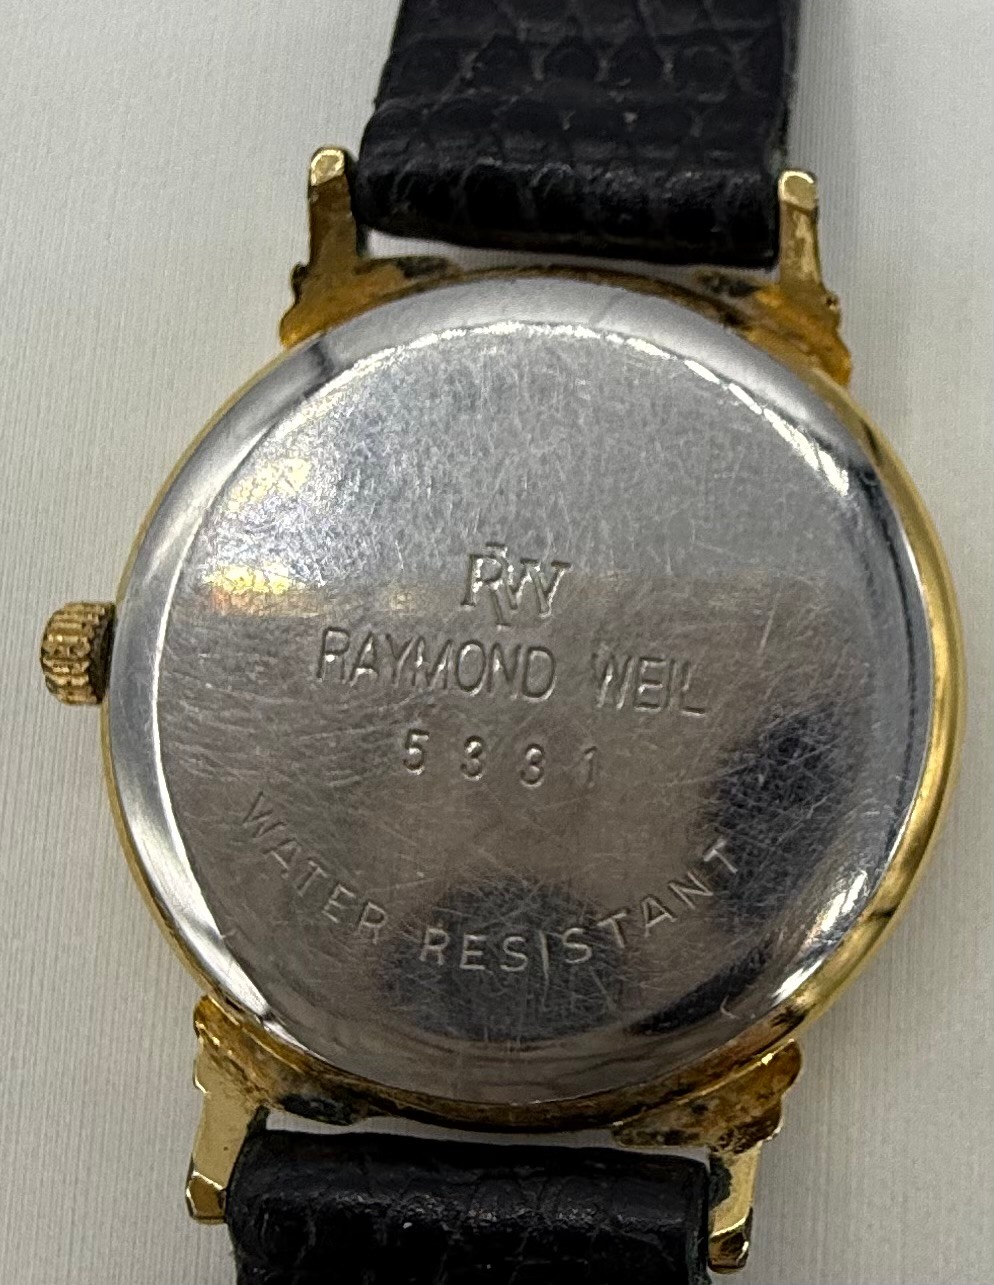 RW
RAYMOND WEIL
5331
WATER RESISTANT